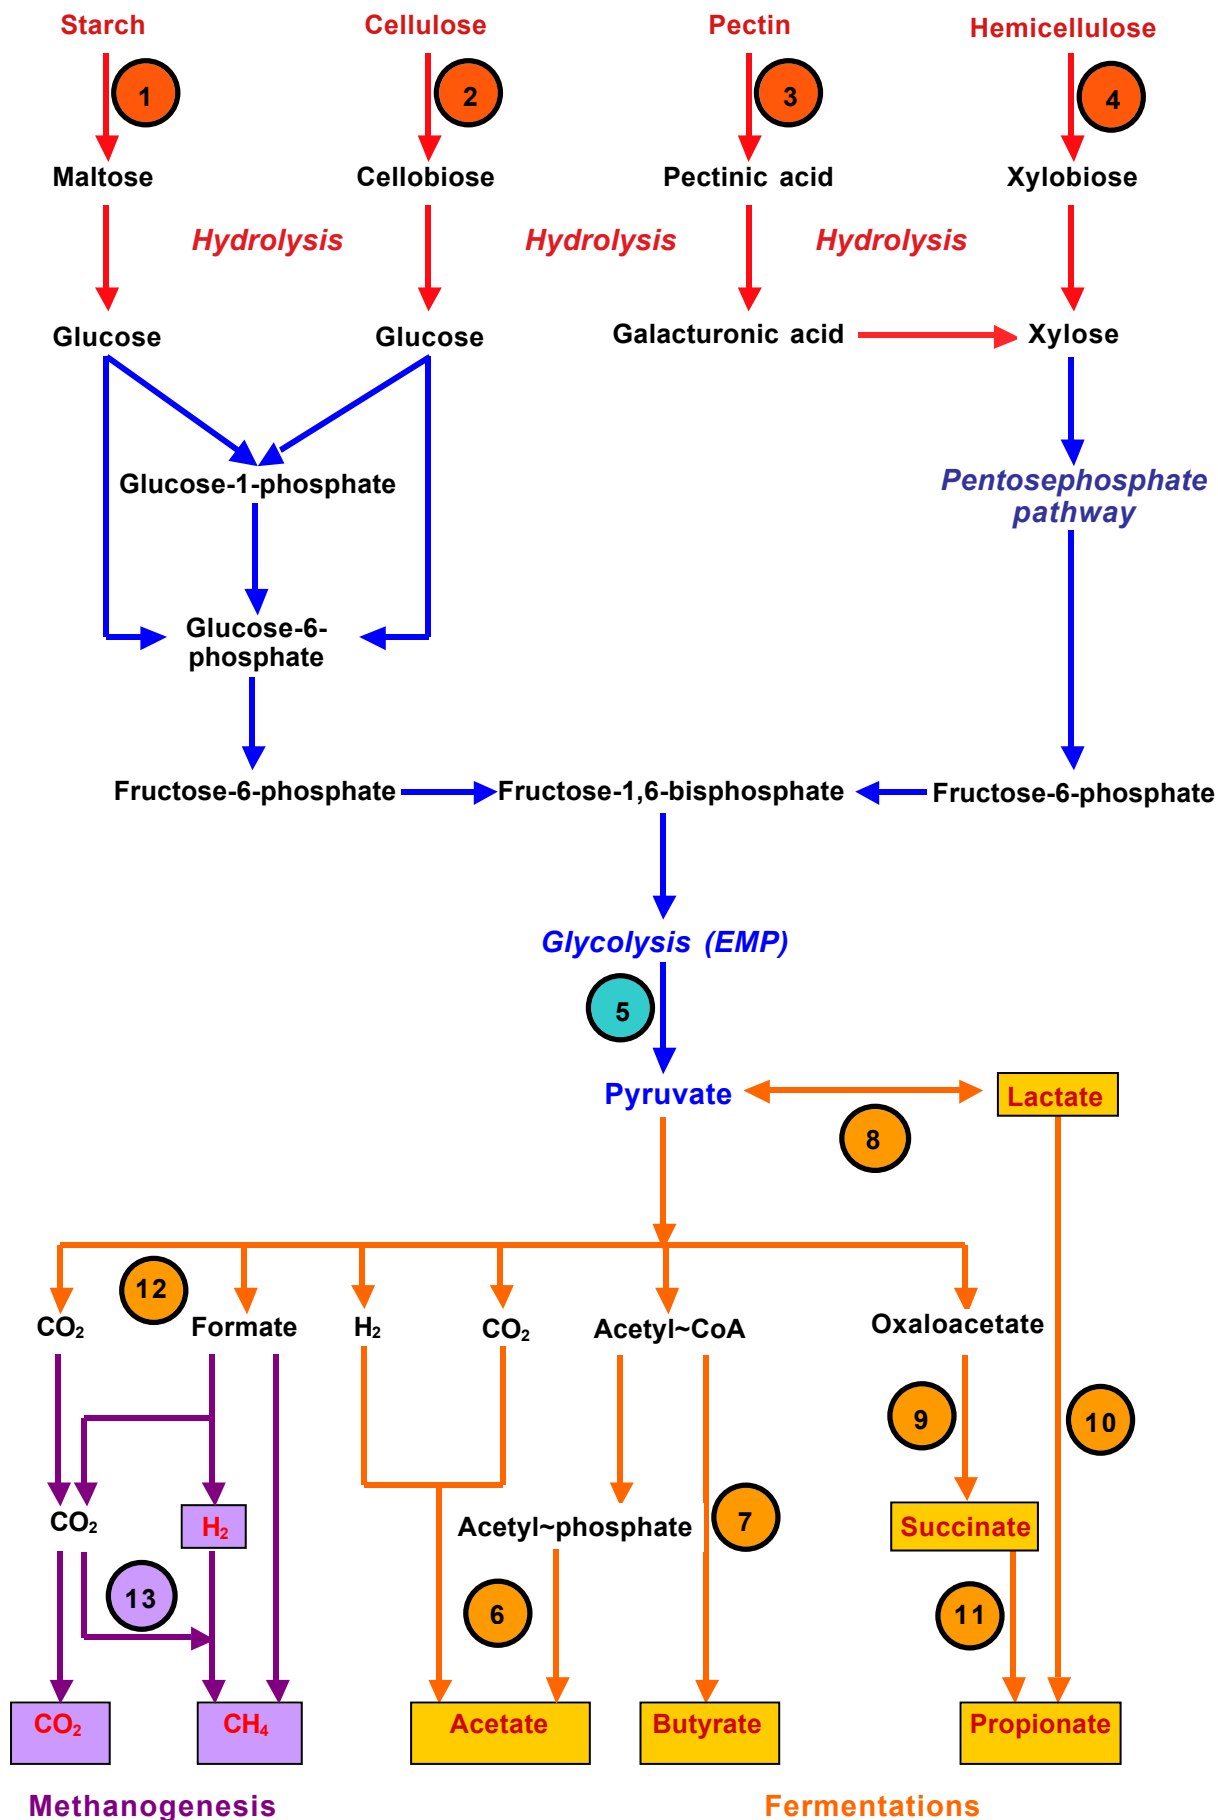 Starch Cellulose Pectin Hemicellulose
1 2 3 4
Maltose Cellobiose Pectinic acid Xylobiose
Hydrolysis Hydrolysis Hydrolysis
Glucose Glucose Galacturonic acid Xylose
Glucose-1-phosphate
Pentosephosphate
pathway
Glucose-6-
phosphate
Fructose-6-phosphate Fructose-1,6-bisphosphate Fructose-6-phosphate
Glycolysis (EMP)
5
Pyruvate Lactate
8
12
CO₂ Formate H₂ CO₂ Acetyl~CoA Oxaloacetate
9 10
CO₂ H₂ Acetyl~phosphate 7 Succinate
13 6 11
CO₂ CH₄ Acetate Butyrate Propionate
Methanogenesis Fermentations